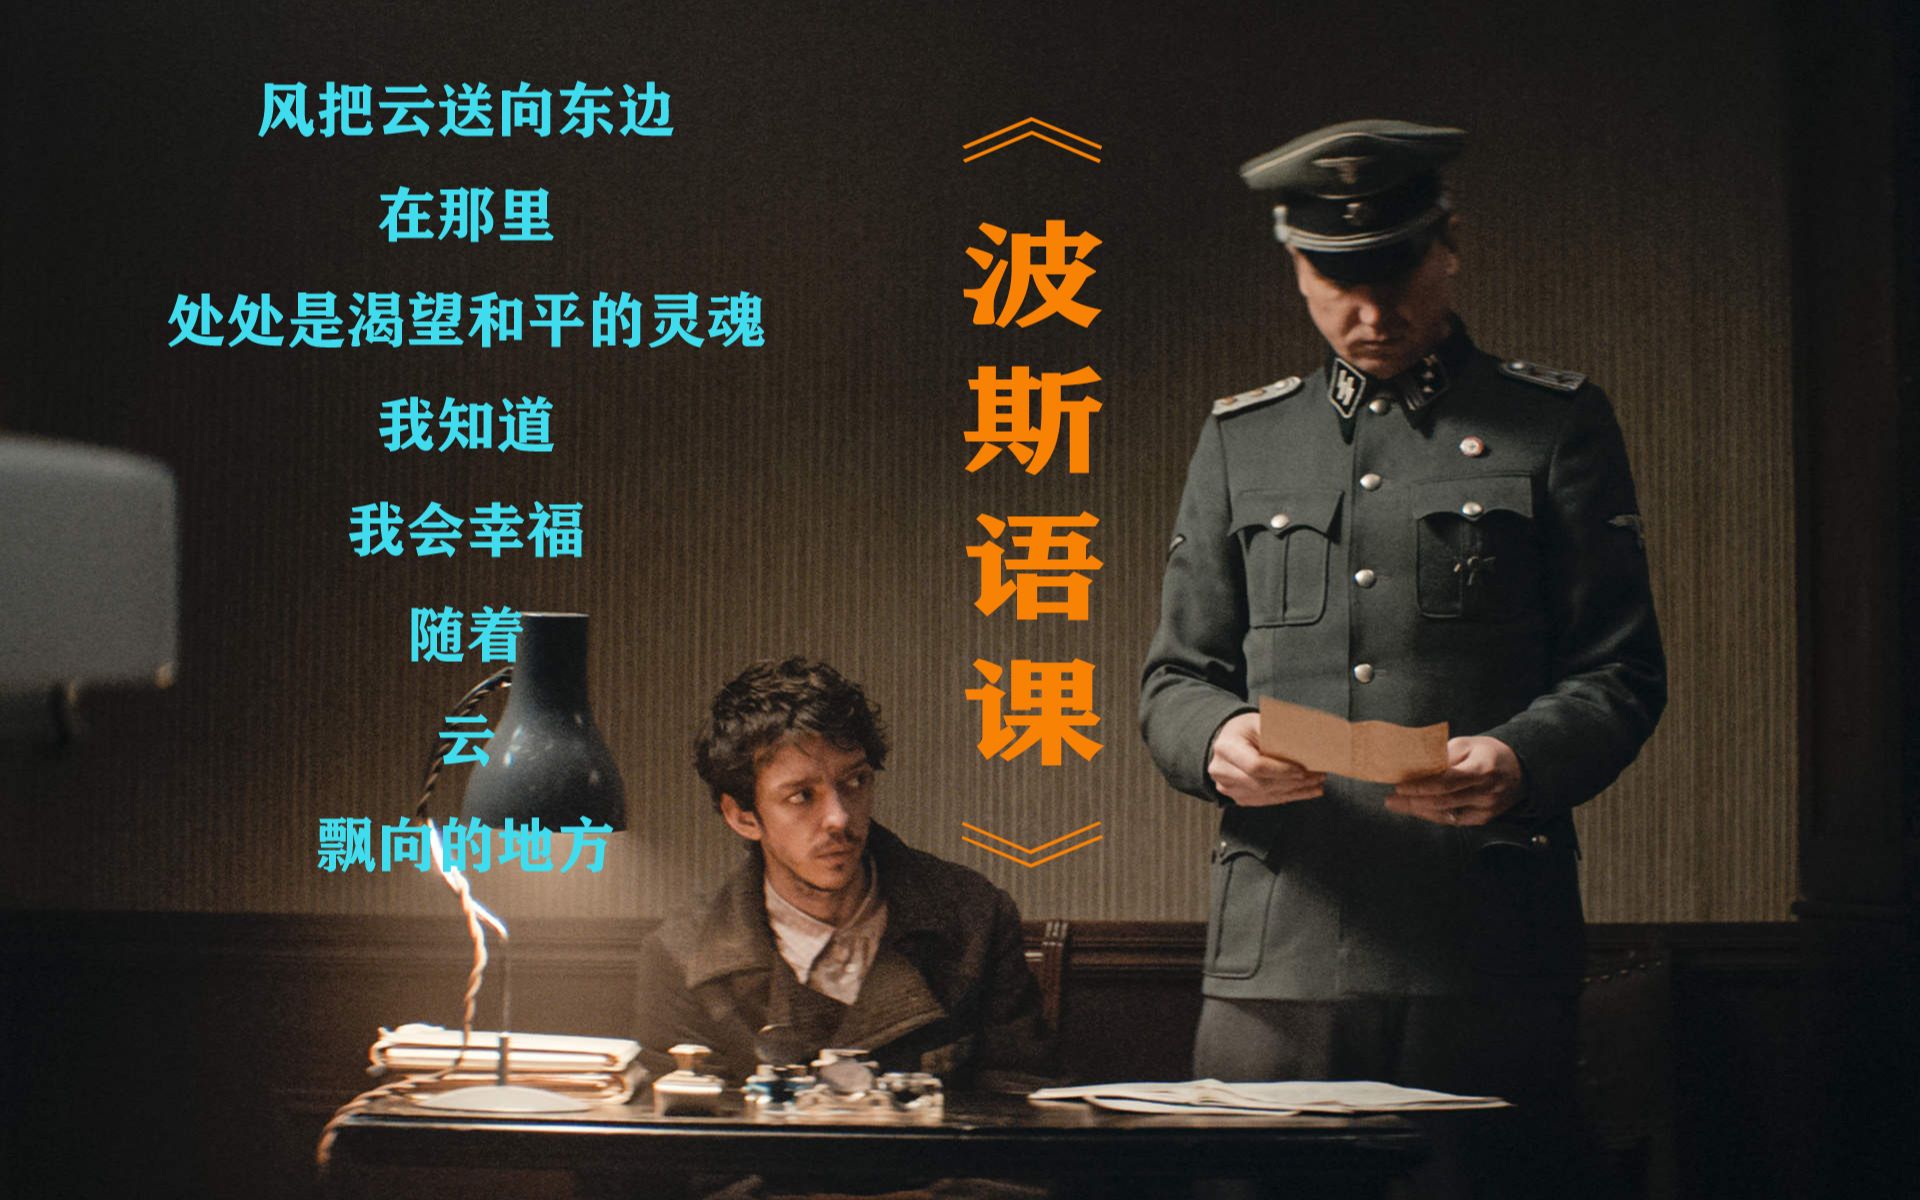 风把云送向东边
在那里
处处是渴望和平的灵魂
我知道
我会幸福
随着
云
飘向的地方
《波斯语课》